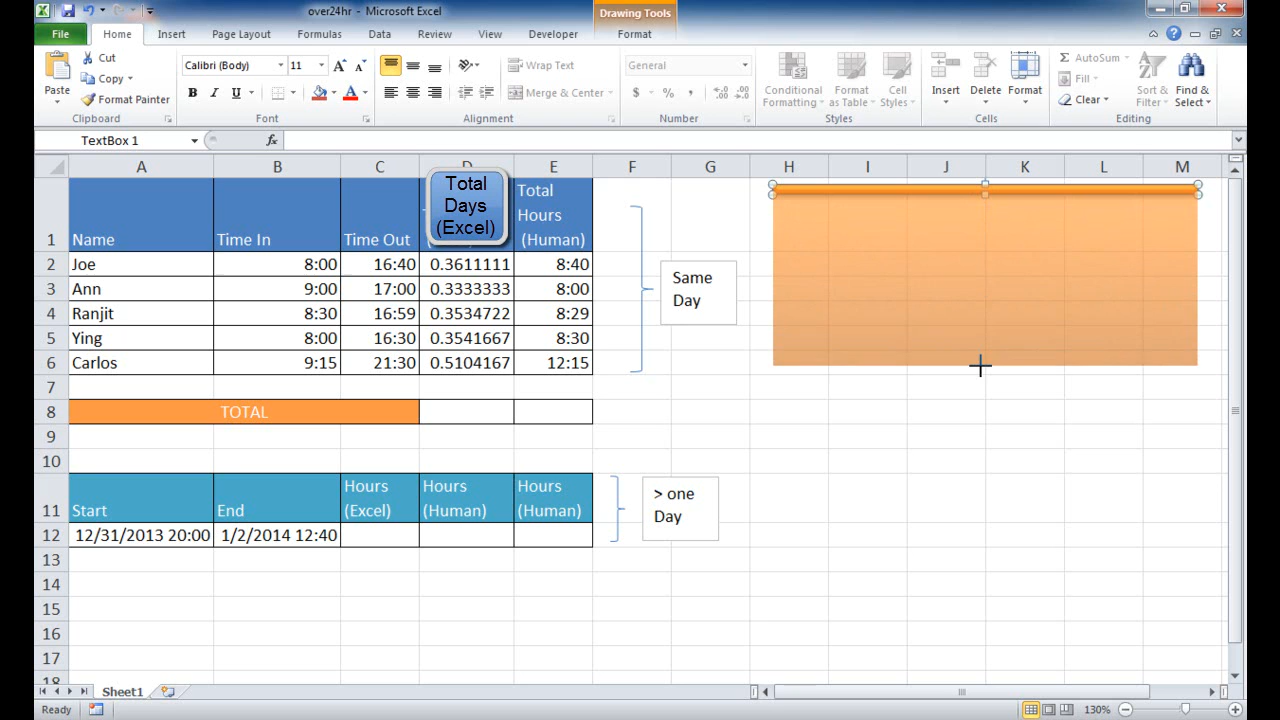 over24hr - Microsoft Excel
Drawing Tools
File Home Insert Page Layout Formulas Data Review View Developer Format
Paste
Cut
Copy
Format Painter
Clipboard
Calibri (Body) 11
B I U
Font
Wrap Text
Merge & Center
Alignment
General
$ % ,
Number
Conditional Formatting
Format as Table
Cell Styles
Styles
Insert Delete Format
Cells
AutoSum
Fill
Clear
Sort & Filter
Find & Select
Editing
TextBox 1
fx
A B C D E F G H I J K L M
Total
Days
(Excel)
Total
Hours
(Human)
1 Name Time In Time Out
2 Joe 8:00 16:40 0.3611111 8:40
3 Ann 9:00 17:00 0.3333333 8:00
4 Ranjit 8:30 16:59 0.3534722 8:29
5 Ying 8:00 16:30 0.3541667 8:30
6 Carlos 9:15 21:30 0.5104167 12:15
Same
Day
7
8 TOTAL
9
10
11 Start End Hours (Excel) Hours (Human) Hours (Human)
12 12/31/2013 20:00 1/2/2014 12:40
> one
Day
13
14
15
16
17
18
Sheet1
Ready 130%